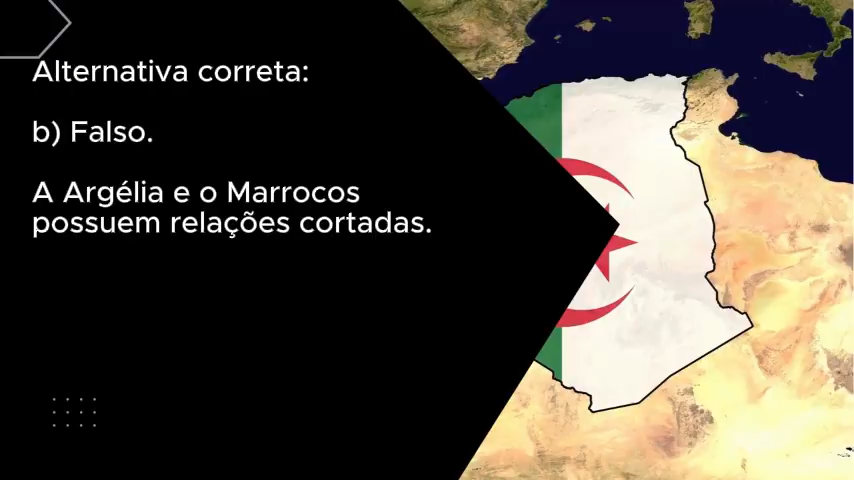 Alternativa correta:
b) Falso.
A Argélia e o Marrocos
possuem relações cortadas.